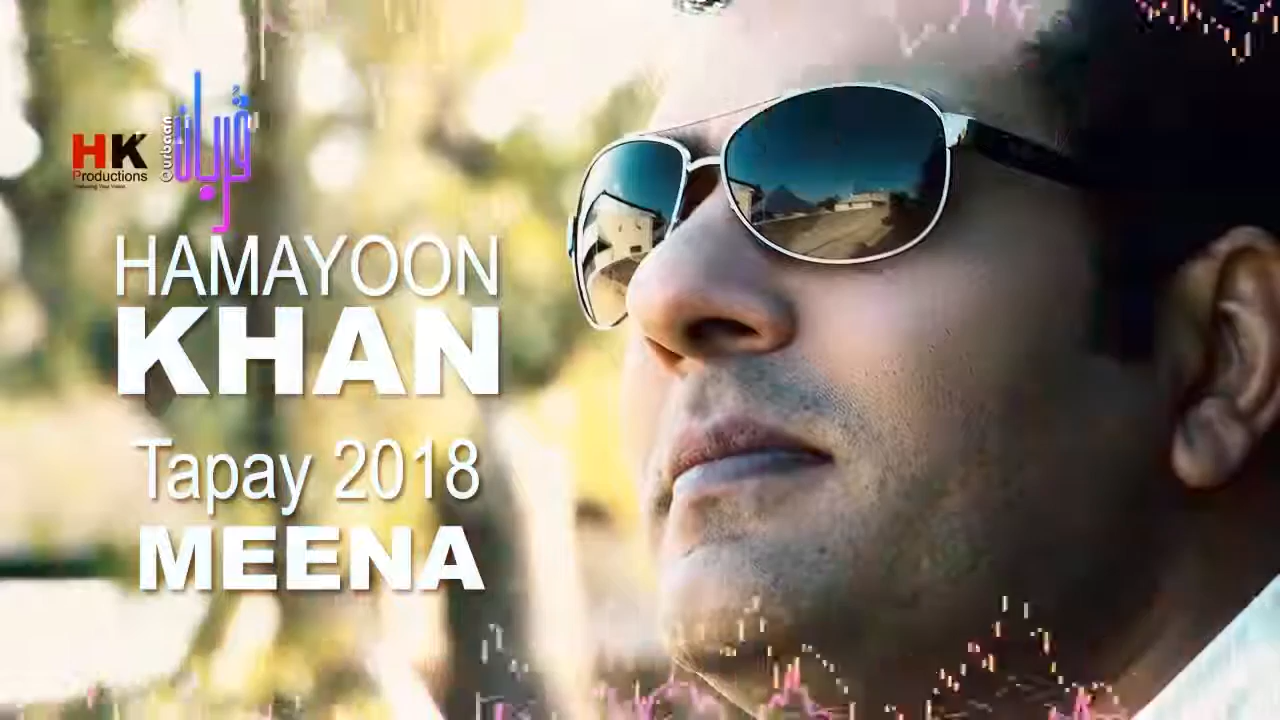 HK
Productions
Qurbaan
قربان
HAMAYOON
KHAN
Tapay 2018
MEENA